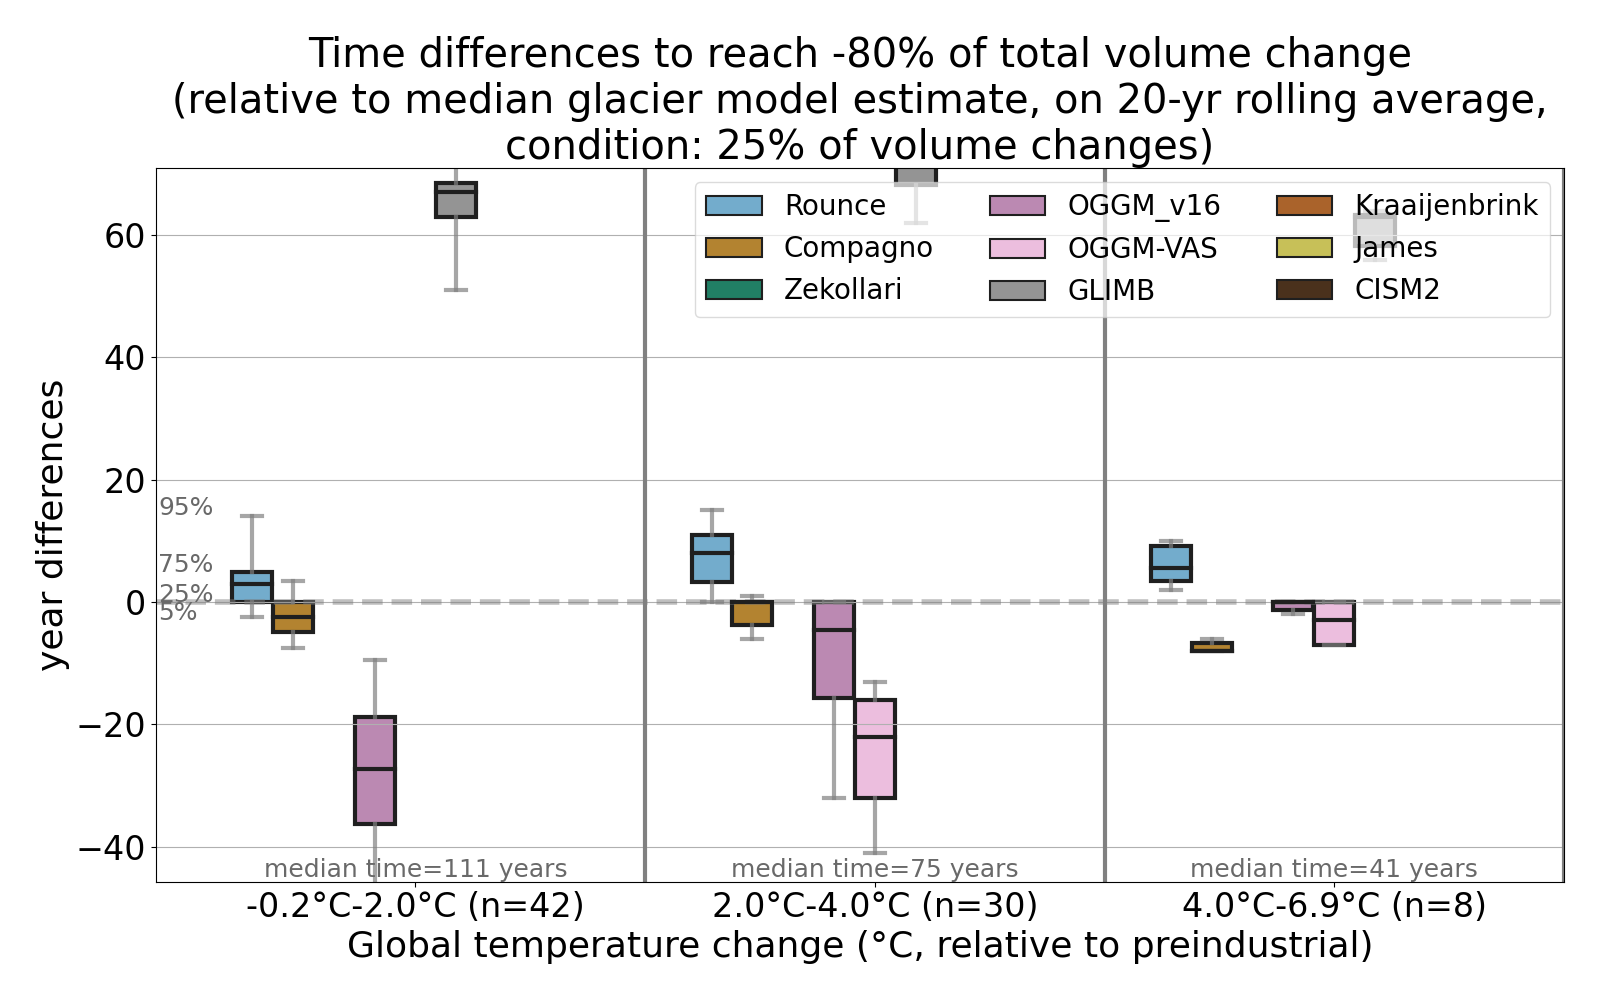 Time differences to reach -80% of total volume change
(relative to median glacier model estimate, on 20-yr rolling average,
condition: 25% of volume changes)
Rounce
Compagno
Zekollari
OGGM_v16
OGGM-VAS
GLIMB
Kraaijenbrink
James
CISM2
year differences
60
40
20
0
−20
−40
95%
75%
25%
5%
median time=111 years
median time=75 years
median time=41 years
-0.2°C-2.0°C (n=42)
2.0°C-4.0°C (n=30)
4.0°C-6.9°C (n=8)
Global temperature change (°C, relative to preindustrial)